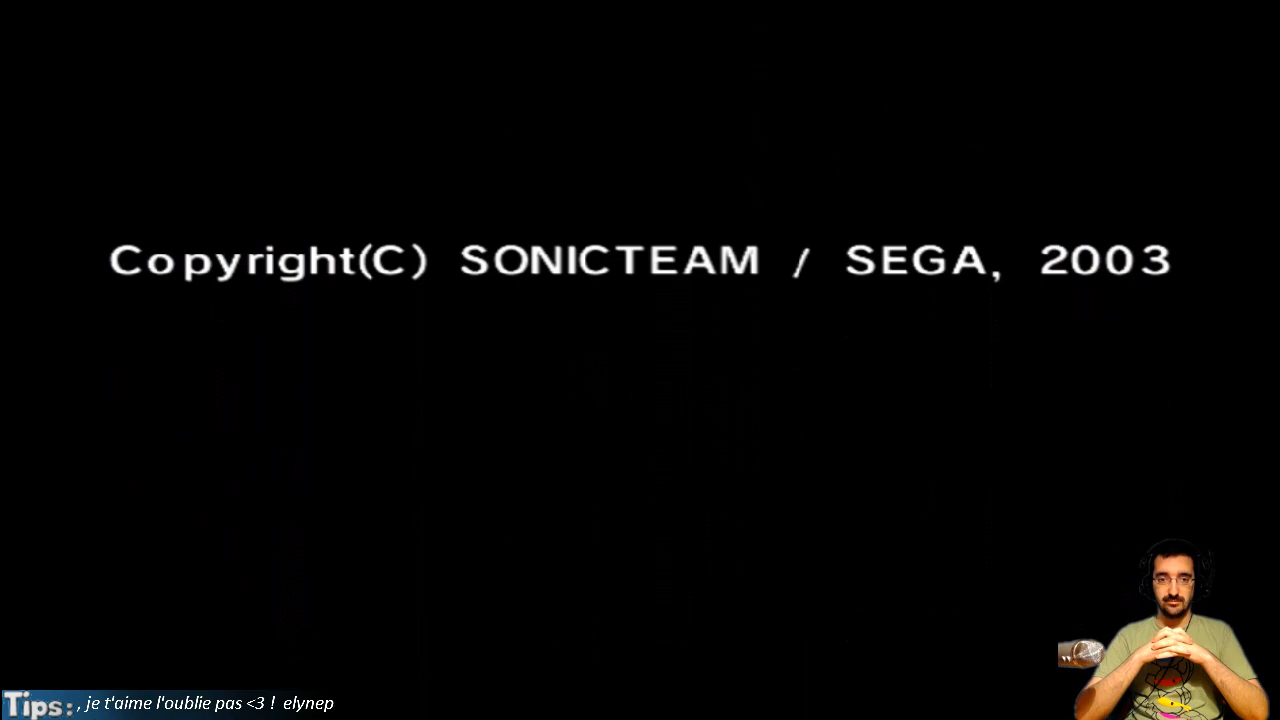 Copyright(C) SONICTEAM / SEGA, 2003
Tips: , je t'aime l'oublie pas <3 ! elynep